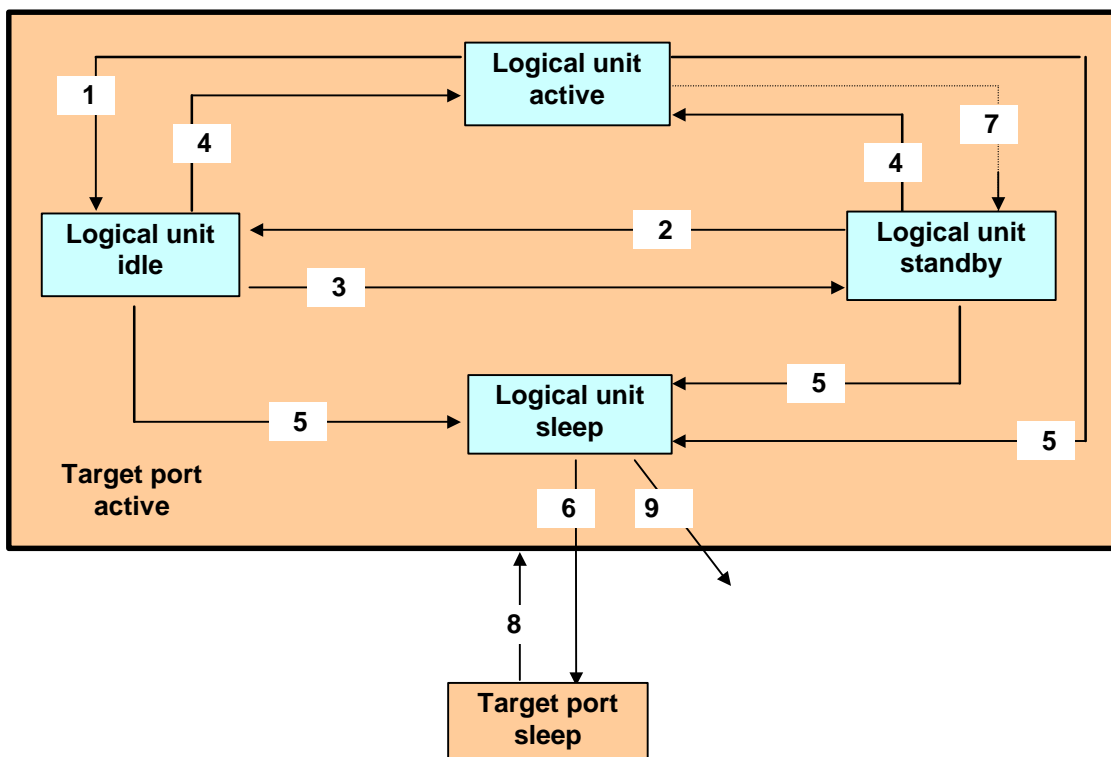 Logical unit
active
1
4
7
4
Logical unit
idle
2
Logical unit
standby
3
5
Logical unit
sleep
5
5
Target port
active
6
9
8
Target port
sleep